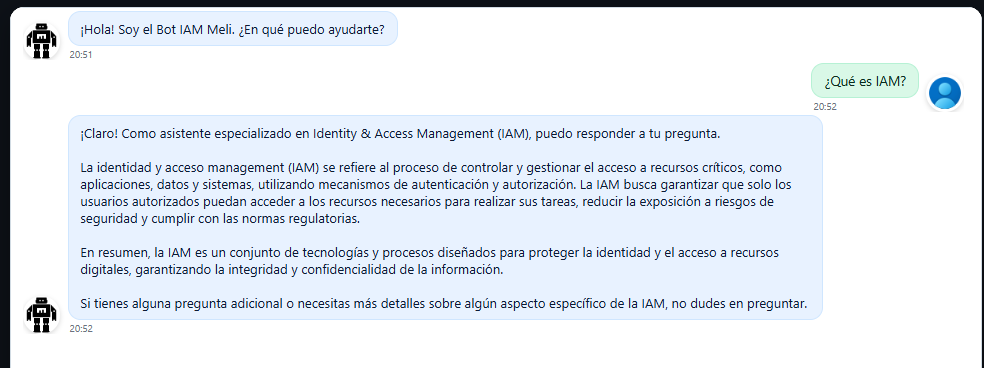 ¡Hola! Soy el Bot IAM Meli. ¿En qué puedo ayudarte?
20:51
¿Qué es IAM?
20:52
¡Claro! Como asistente especializado en Identity & Access Management (IAM), puedo responder a tu pregunta.
La identidad y acceso management (IAM) se refiere al proceso de controlar y gestionar el acceso a recursos críticos, como
aplicaciones, datos y sistemas, utilizando mecanismos de autenticación y autorización. La IAM busca garantizar que solo los
usuarios autorizados puedan acceder a los recursos necesarios para realizar sus tareas, reducir la exposición a riesgos de
seguridad y cumplir con las normas regulatorias.
En resumen, la IAM es un conjunto de tecnologías y procesos diseñados para proteger la identidad y el acceso a recursos
digitales, garantizando la integridad y confidencialidad de la información.
Si tienes alguna pregunta adicional o necesitas más detalles sobre algún aspecto específico de la IAM, no dudes en preguntar.
20:52